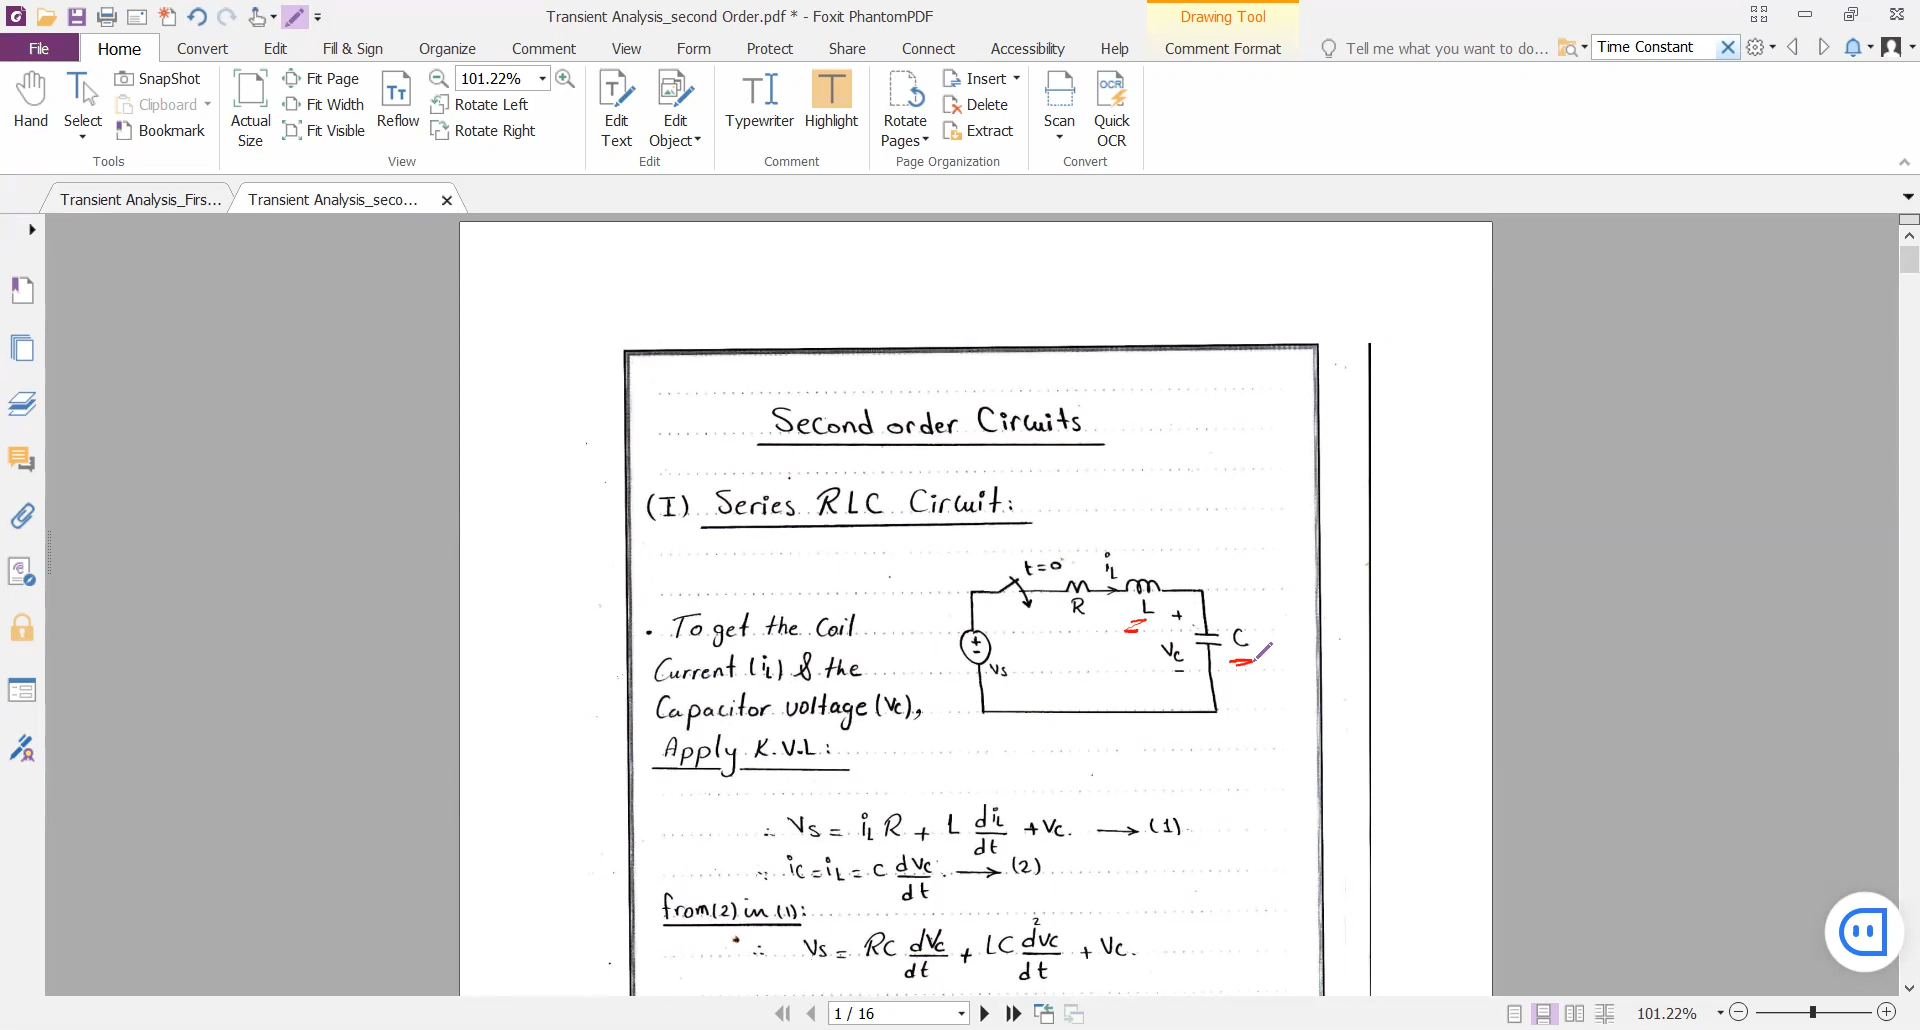 Transient Analysis_second Order.pdf * - Foxit PhantomPDF
Drawing Tool
File Home Convert Edit Fill & Sign Organize Comment View Form Protect Share Connect Accessibility Help Comment Format Tell me what you want to do... Time Constant
Hand
Select
SnapShot
Clipboard
Bookmark
Tools
Actual
Size
Fit Page
Fit Width
Fit Visible
Reflow
101.22%
Rotate Left
Rotate Right
View
Edit
Text
Edit
Object
Edit
Typewriter
Highlight
Comment
Rotate
Pages
Insert
Delete
Extract
Page Organization
Scan
Quick
OCR
Convert
Transient Analysis_Firs... Transient Analysis_seco...
Second order Circuits
(I) Series RLC Circuit:
t=0 iL
R L
+
C
Vc
-
+
-
Vs
• To get the Coil
Current (iL) & the
Capacitor voltage (Vc),
Apply K.V.L:
∴ Vs = iL R + L diL/dt + Vc. → (1)
∵ ic = iL = C dVc/dt. → (2)
from (2) in (1):
∴ Vs = RC dVc/dt + LC d²vc/dt + Vc.
1 / 16
101.22%